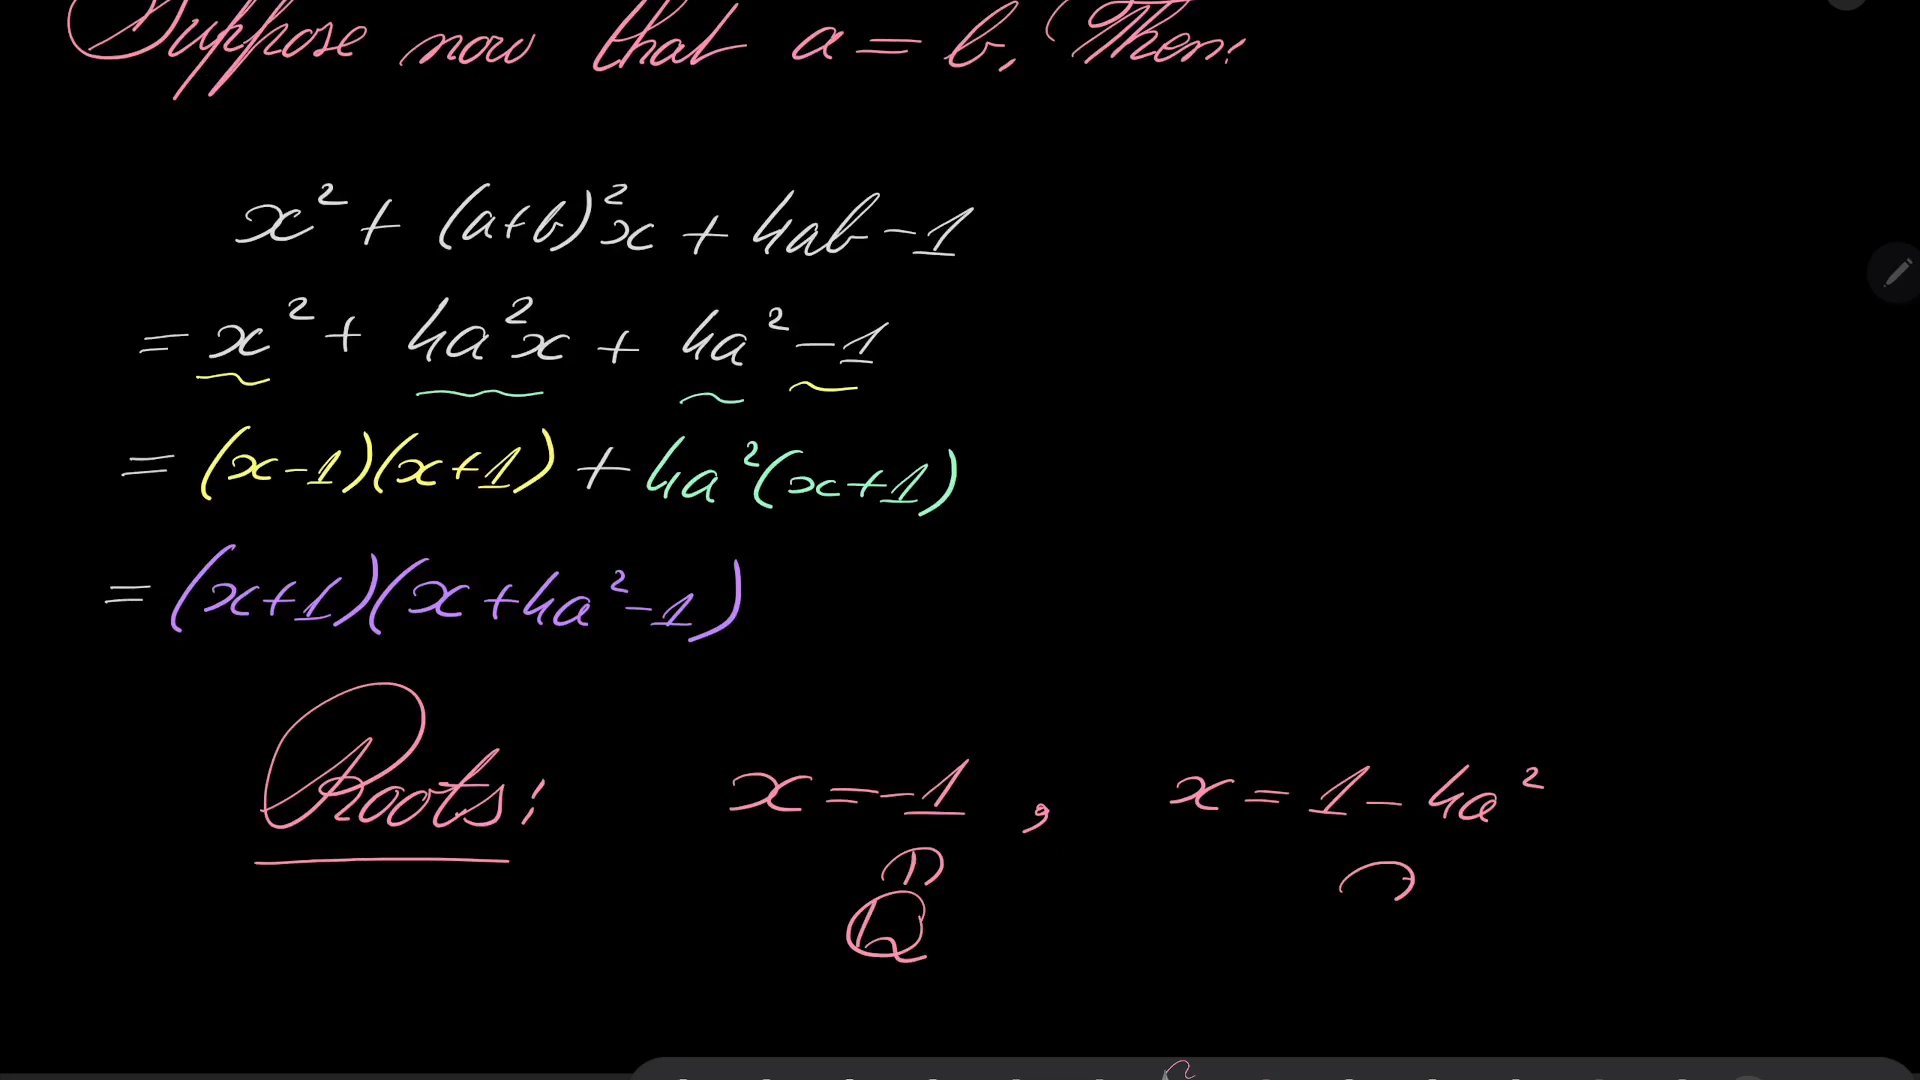 Suppose now that a = b. Then:
x² + (a+b)²x + 4ab - 1
= x² + 4a²x + 4a² - 1
= (x-1)(x+1) + 4a²(x+1)
= (x+1)(x+4a²-1)
Roots: x = -1 , x = 1 - 4a²
∩ ∩
Q